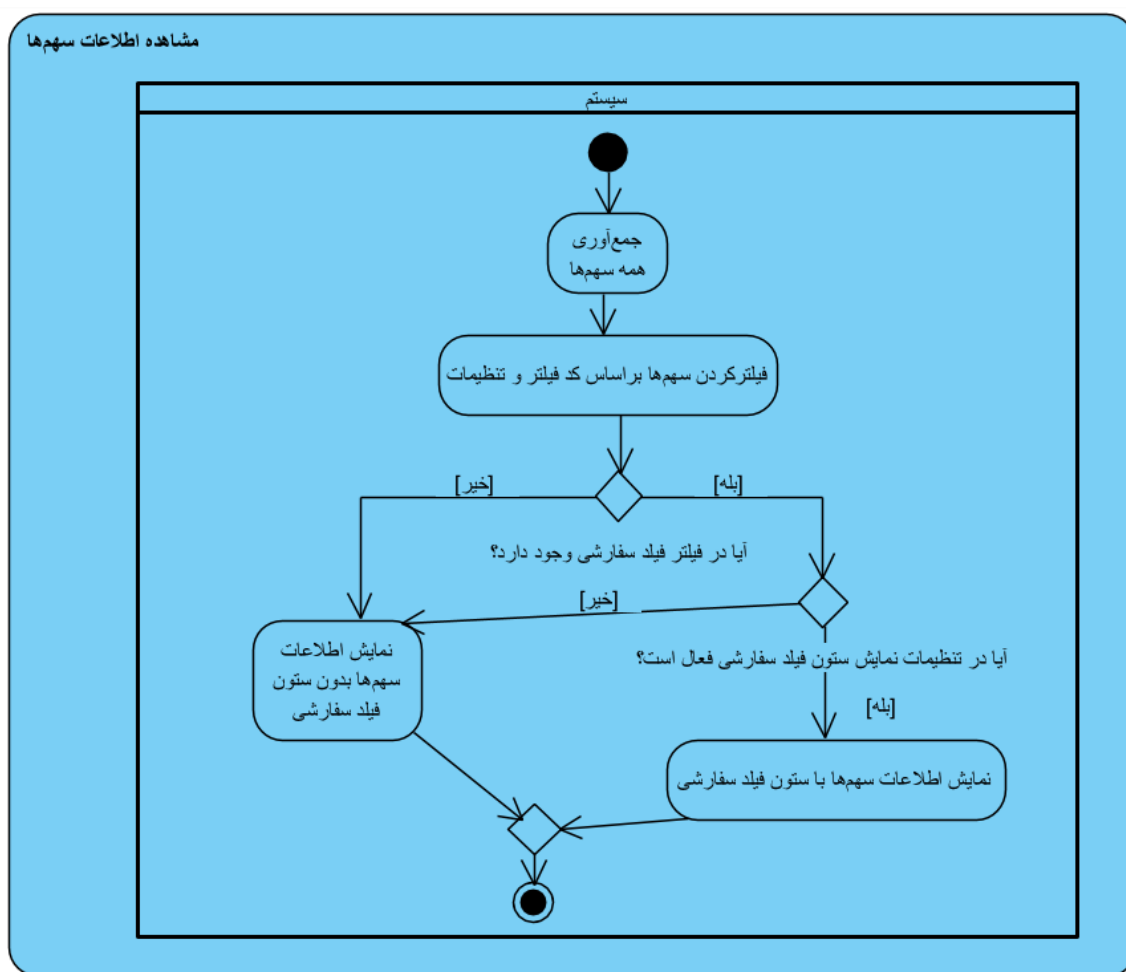 مشاهده اطلاعات سهم‌ها
سیستم
جمع‌آوری
همه سهم‌ها
فیلترکردن سهم‌ها براساس کد فیلتر و تنظیمات
[خیر]
[بله]
آیا در فیلتر فیلد سفارشی وجود دارد؟
[خیر]
نمایش اطلاعات
سهم‌ها بدون ستون
فیلد سفارشی
آیا در تنظیمات نمایش ستون فیلد سفارشی فعال است؟
[بله]
نمایش اطلاعات سهم‌ها با ستون فیلد سفارشی